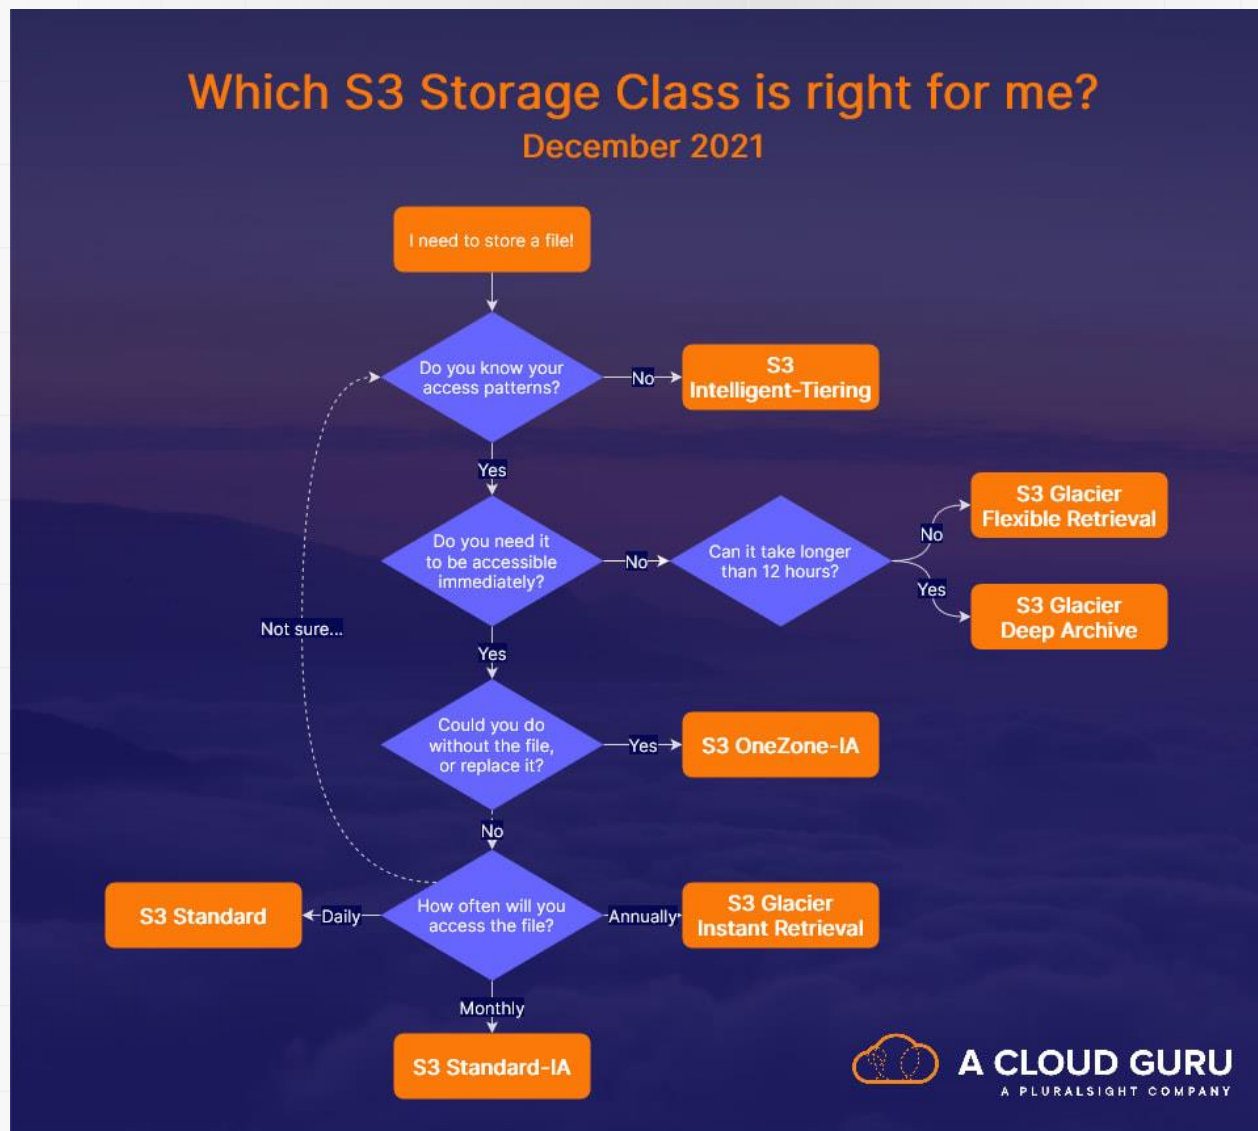 Which S3 Storage Class is right for me?
December 2021
I need to store a file!
Do you know your
access patterns?
No
S3
Intelligent-Tiering
Yes
Do you need it
to be accessible
immediately?
No
Can it take longer
than 12 hours?
No
S3 Glacier
Flexible Retrieval
Yes
S3 Glacier
Deep Archive
Not sure...
Yes
Could you do
without the file,
or replace it?
Yes
S3 OneZone-IA
No
How often will you
access the file?
Daily
S3 Standard
Annually
S3 Glacier
Instant Retrieval
Monthly
S3 Standard-IA
A CLOUD GURU
A PLURALSIGHT COMPANY